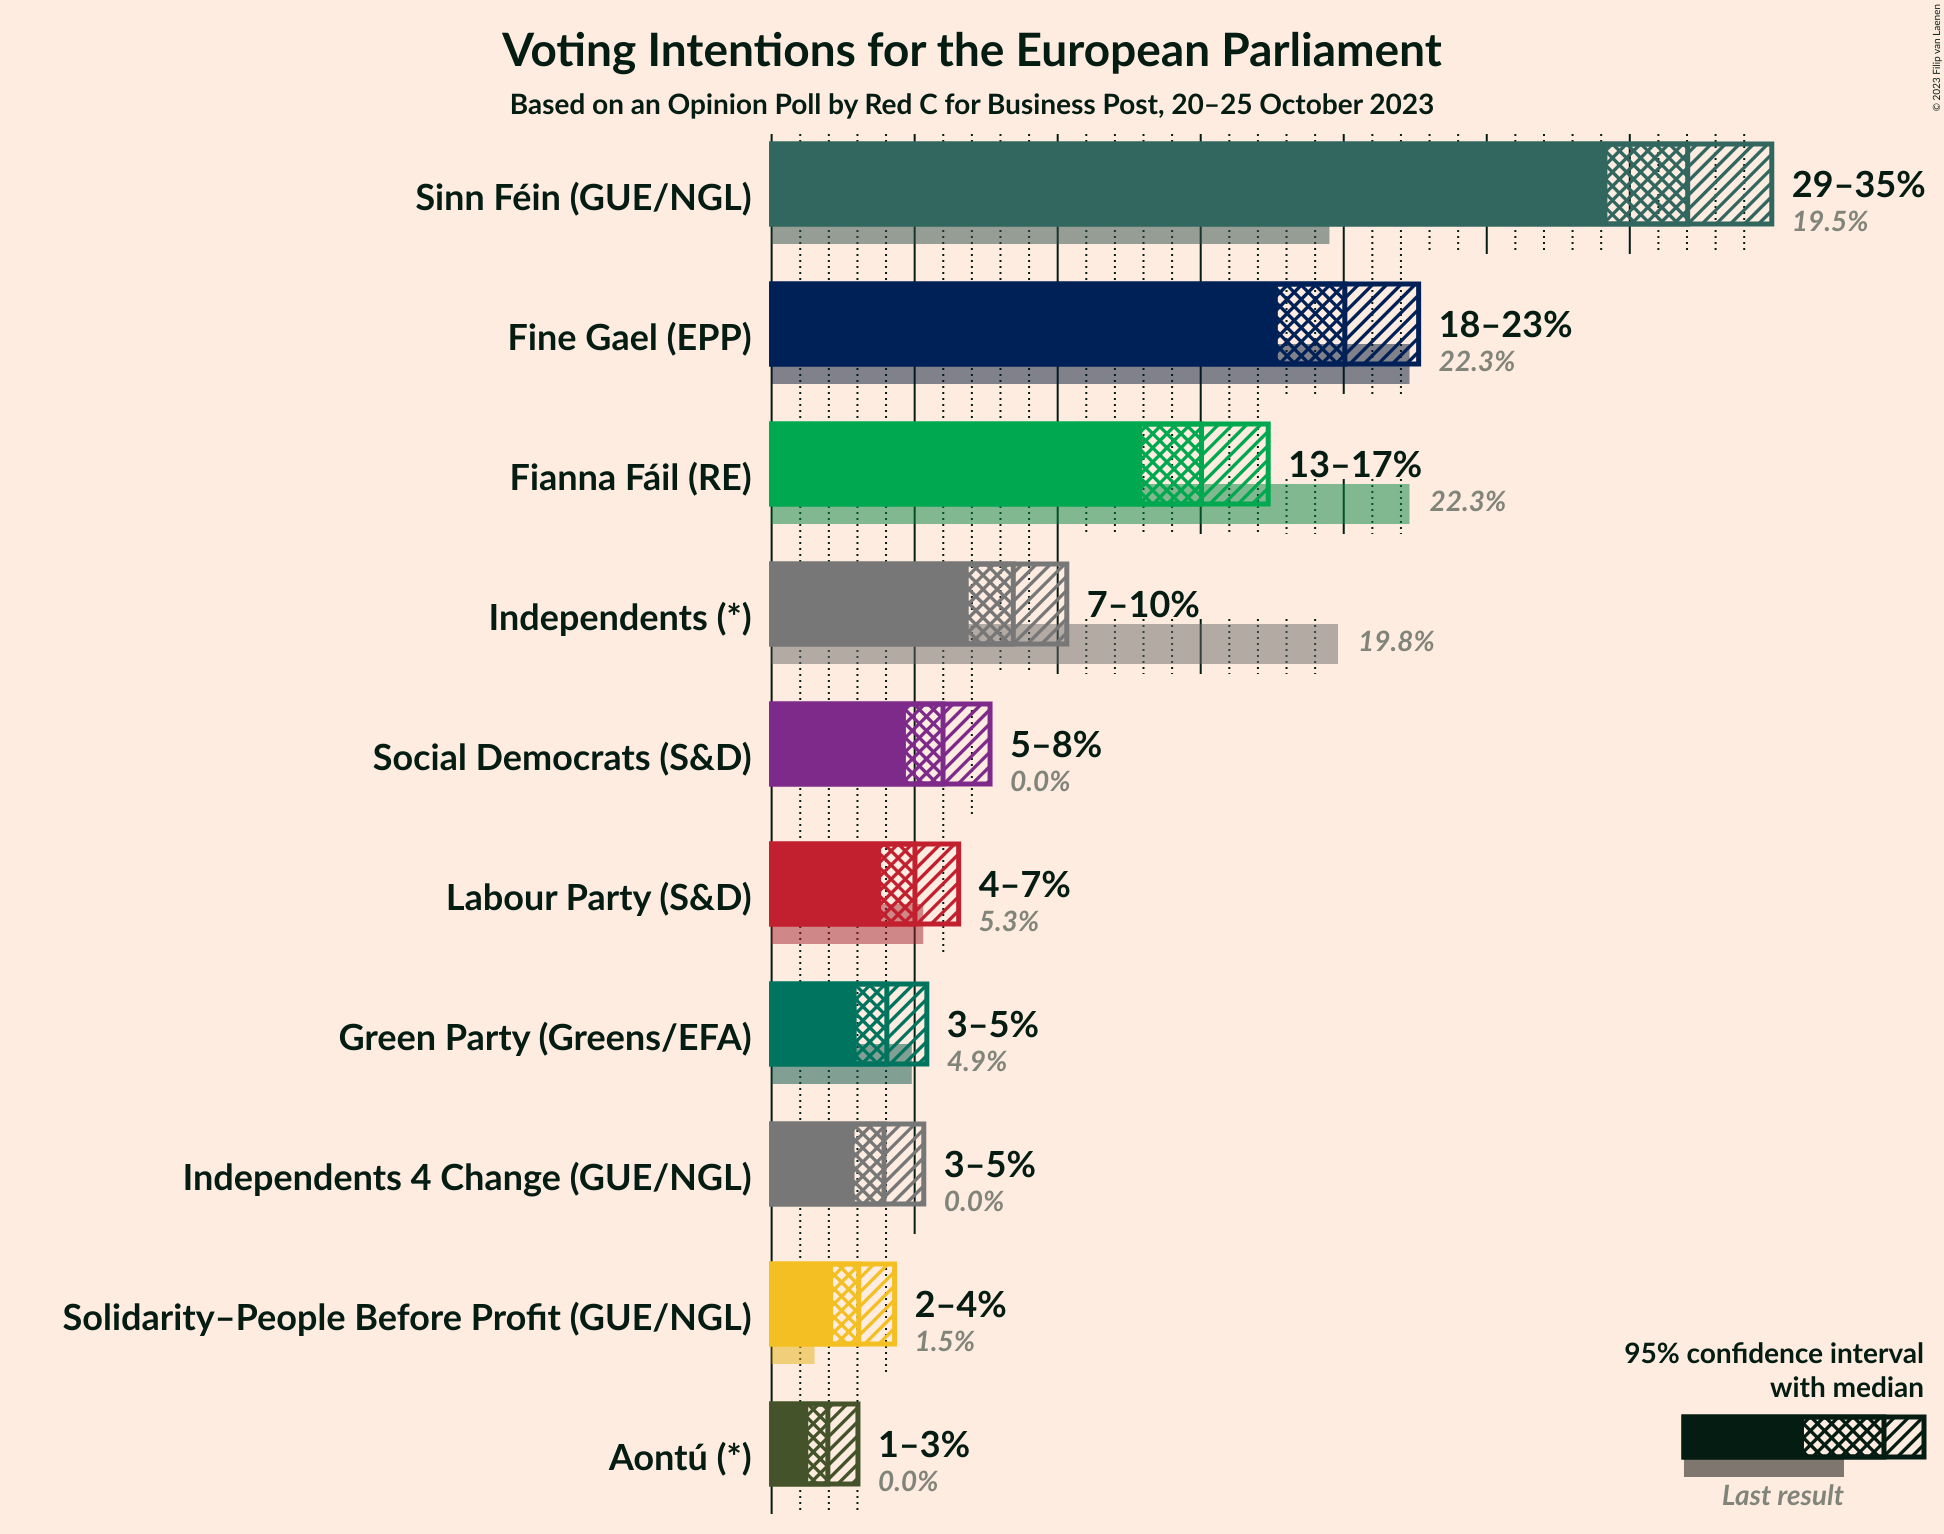 Voting Intentions for the European Parliament
Based on an Opinion Poll by Red C for Business Post, 20–25 October 2023
© 2023 Filip van Laenen
Sinn Féin (GUE/NGL)
29–35%
19.5%
Fine Gael (EPP)
18–23%
22.3%
Fianna Fáil (RE)
13–17%
22.3%
Independents (*)
7–10%
19.8%
Social Democrats (S&D)
5–8%
0.0%
Labour Party (S&D)
4–7%
5.3%
Green Party (Greens/EFA)
3–5%
4.9%
Independents 4 Change (GUE/NGL)
3–5%
0.0%
Solidarity–People Before Profit (GUE/NGL)
2–4%
1.5%
Aontú (*)
1–3%
0.0%
95% confidence interval
with median
Last result